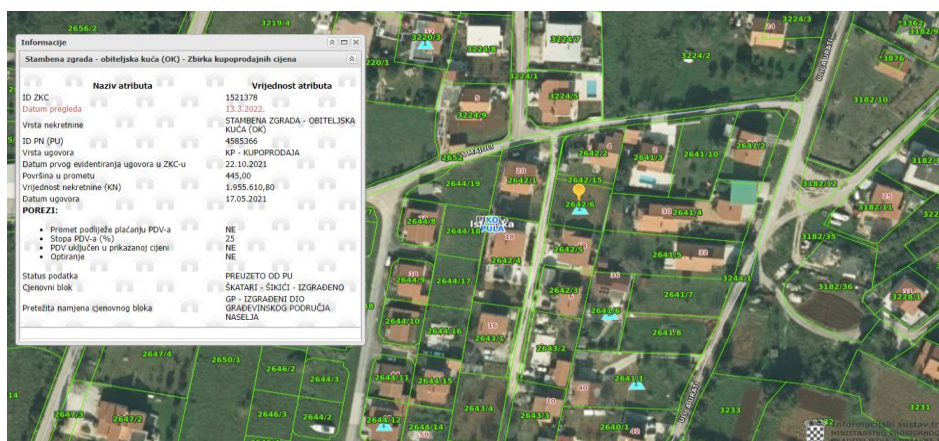 Informacije
Stambena zgrada - obiteljska kuća (OK) - Zbirka kupoprodajnih cijena
Naziv atributa Vrijednost atributa
ID ZKC 1521378
Datum pregleda 13.3.2022.
Vrsta nekretnine STAMBENA ZGRADA - OBITELJSKA
KUĆA (OK)
ID PN (PU) 4585366
Vrsta ugovora KP - KUPOPRODAJA
Datum prvog evidentiranja ugovora u ZKC-u 22.10.2021
Površina u prometu 445,00
Vrijednost nekretnine (KN) 1.955.610,80
Datum ugovora 17.05.2021
POREZI:
Promet podliježe plaćanju PDV-a NE
Stopa PDV-a (%) 25
PDV uključen u prikazanoj cijeni NE
Optiranje NE
Status podatka PREUZETO OD PU
Cjenovni blok ŠKATARI - ŠIKIĆI - IZGRAĐENO
Pretežita namjena cjenovnog bloka GP - IZGRAĐENI DIO
GRAĐEVINSKOG PODRUČJA
NASELJA
2656/2
3219/4
3220/3
3224/8
3224/7
3224/3
3224/2
3224/1
3224/5
3224/9
3876
3182/10
2652
2642/2
2641/3
2641/10
2641/2
2644/19
2642/1
2642/15
2642/6
3182/12
3182/11
2644/8
2644/18
PULA
2641/4
2642/4
2642/5
2641/5
3182/35
3244/1
2644/9
2644/17
2642/3
2641/7
3182/36
3228/1
2641/6
2644/10
2644/16
2643/1
2641/8
2643/2
2647/4
2650/1
2646/2
2644/3
2644/11
2644/15
2641/1
2647/3
2647/2
2646/3
2644/2
2644/12
2644/14
2643/4
2643/3
2640/1
3233
3231